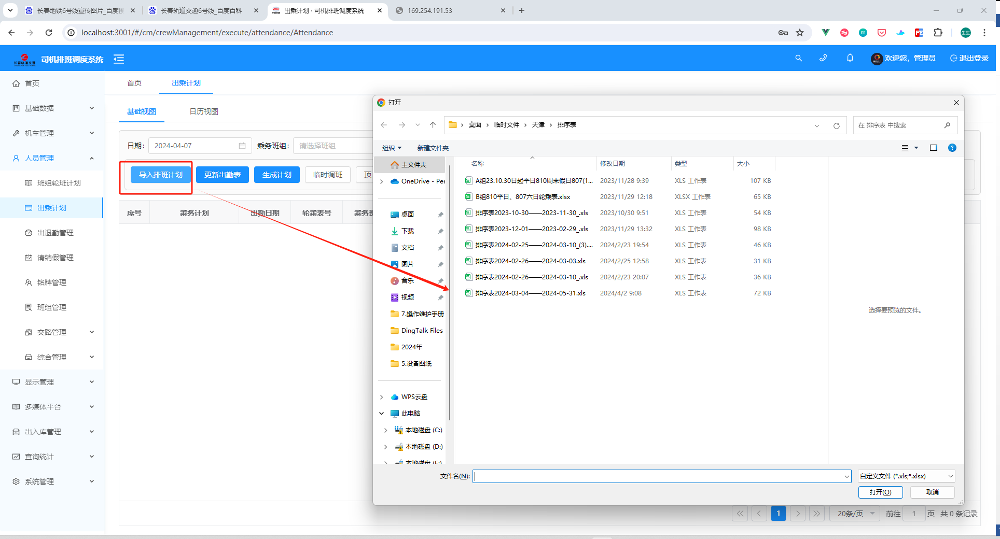 长春地铁6号线宣传图片_百度搜
长春轨道交通6号线_百度百科
出乘计划 · 司机排班调度系统
169.254.191.53
localhost:3001/#/cm/crewManagement/execute/attendance/Attendance
生生
长春轨道交通
司机排班调度系统
欢迎您，管理员
退出登录
首页
基础数据
机车管理
人员管理
班组轮班计划
出乘计划
出退勤管理
请销假管理
铭牌管理
班组管理
交路管理
综合管理
显示管理
多媒体平台
出入库管理
查询统计
系统管理
首页 出乘计划
基础视图 日历视图
日期： 2024-04-07 乘务班组： 请选择班组
导入排班计划 更新出勤表 生成计划 临时调班 顶
序号 乘务计划 出勤日期 轮乘表号 乘务班
打开
桌面 › 临时文件 › 天津 › 排序表
在 排序表 中搜索
组织 新建文件夹
主文件夹
OneDrive - Per
桌面
下载
文档
图片
音乐
视频
7.操作维护手册
DingTalk Files
2024年
5.设备图纸
WPS云盘
此电脑
本地磁盘 (C:)
本地磁盘 (D:)
本地磁盘 (E:)
名称 修改日期 类型 大小
A组23.10.30日起平日810周末假日807(1... 2023/11/28 9:39 XLS 工作表 107 KB
B组810平日、807六日轮乘表.xlsx 2023/11/29 12:18 XLSX 工作表 65 KB
排序表2023-10-30——2023-11-30_.xls 2023/10/30 9:51 XLS 工作表 54 KB
排序表2023-12-01——2023-02-29_.xls 2023/11/29 13:32 XLS 工作表 98 KB
排序表2024-02-25——2024-03-10_(3).... 2024/2/23 19:54 XLS 工作表 46 KB
排序表2024-02-26——2024-03-03.xls 2024/2/25 12:58 XLS 工作表 31 KB
排序表2024-02-26——2024-03-10_.xls 2024/2/23 20:07 XLS 工作表 36 KB
排序表2024-03-04——2024-05-31.xls 2024/4/2 9:08 XLS 工作表 72 KB
选择要预览的文件。
文件名(N):
自定义文件 (*.xls;*.xlsx)
打开(O) 取消
1 20条/页 前往 1 页 共 0 条记录